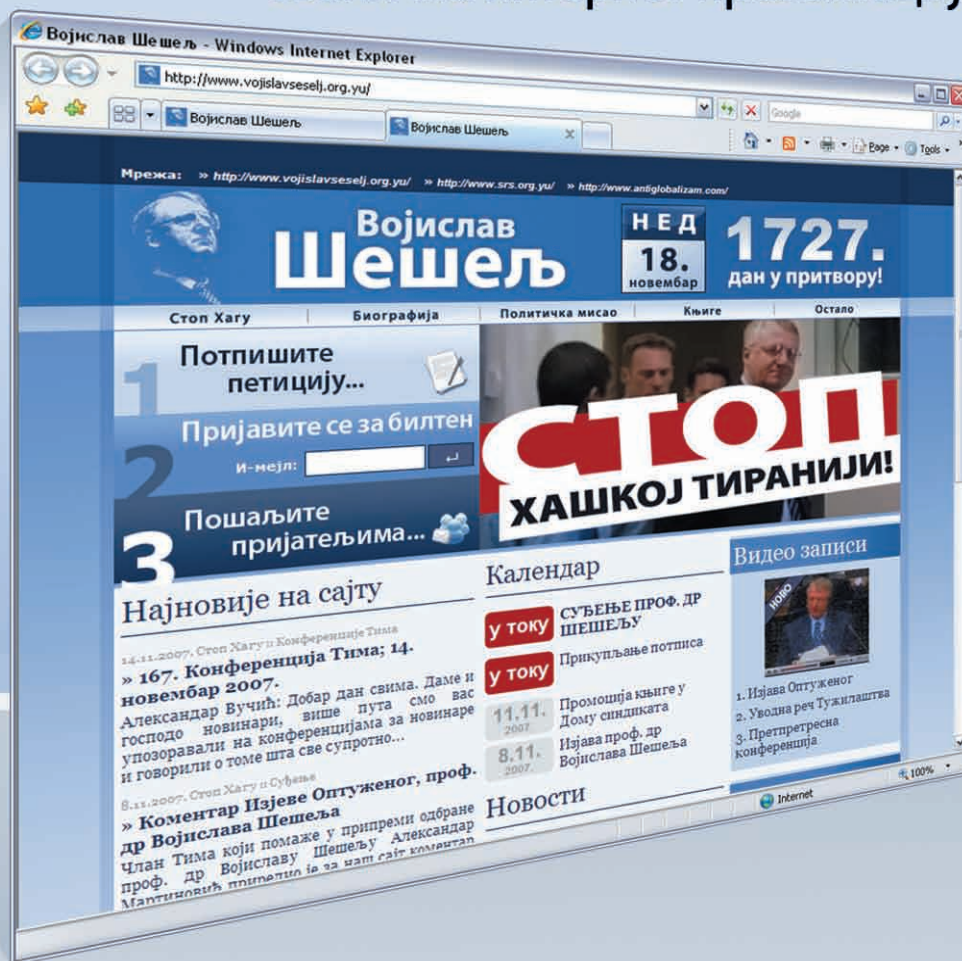 Војислав Шешељ - Windows Internet Explorer
http://www.vojislavseselj.org.yu/
Google
Војислав Шешељ
Војислав Шешељ
Page
Tools
Мрежа: » http://www.vojislavseselj.org.yu/ » http://www.srs.org.yu/ » http://www.antiglobalizam.com/
Војислав
Шешељ
НЕД
18.
новембар
1727.
дан у притвору!
Стоп Хагу
Биографија
Политичка мисао
Књиге
Остало
1
Потпишите
петицију...
2
Пријавите се за билтен
И-мејл:
3
Пошаљите
пријатељима...
СТОП
ХАШКОЈ ТИРАНИЈИ!
Најновије на сајту
14.11.2007. Стоп Хагу :: Конференције Тима
» 167. Конференција Тима; 14.
новембар 2007.
Александар Вучић: Добар дан свима. Даме и
господо новинари, више пута смо вас
упозоравали на конференцијама за новинаре
и говорили о томе шта све супротно...
8.11.2007. Стоп Хагу :: Суђење
» Коментар Изјеве Оптуженог, проф.
др Војислава Шешеља
Члан Тима који помаже у припреми одбране
проф. др Војиславу Шешељу Александар
Мартиновић приредио је за наш сајт коментар
Календар
у току
СУЂЕЊЕ ПРОФ. ДР
ШЕШЕЉУ
у току
Прикупљање потписа
11.11.
2007.
Промоција књиге у
Дому синдиката
8.11.
2007.
Изјава проф. др
Војислава Шешеља
Новости
Видео записи
НОВО
1. Изјава Оптуженог
2. Уводна реч Тужилаштва
3. Претпретресна
конференција
Internet
100%